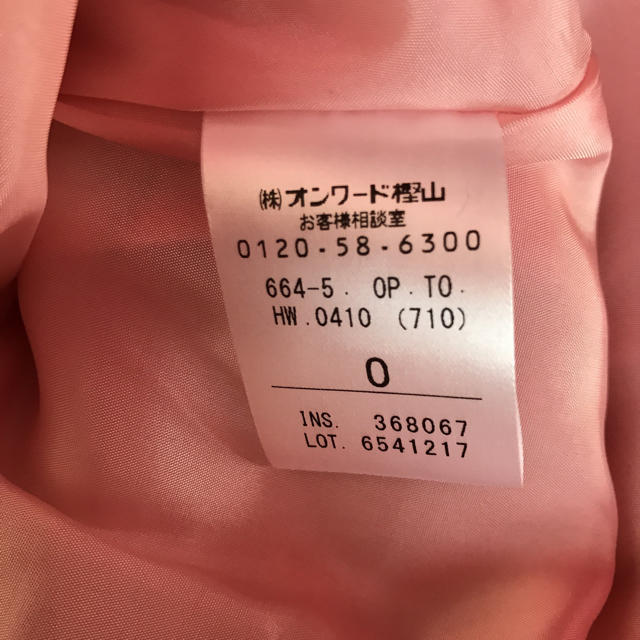 (株)オンワード樫山
お客様相談室
0120-58-6300
664-5. OP.TO.
HW.0410 (710)
0
INS. 368067
LOT. 6541217